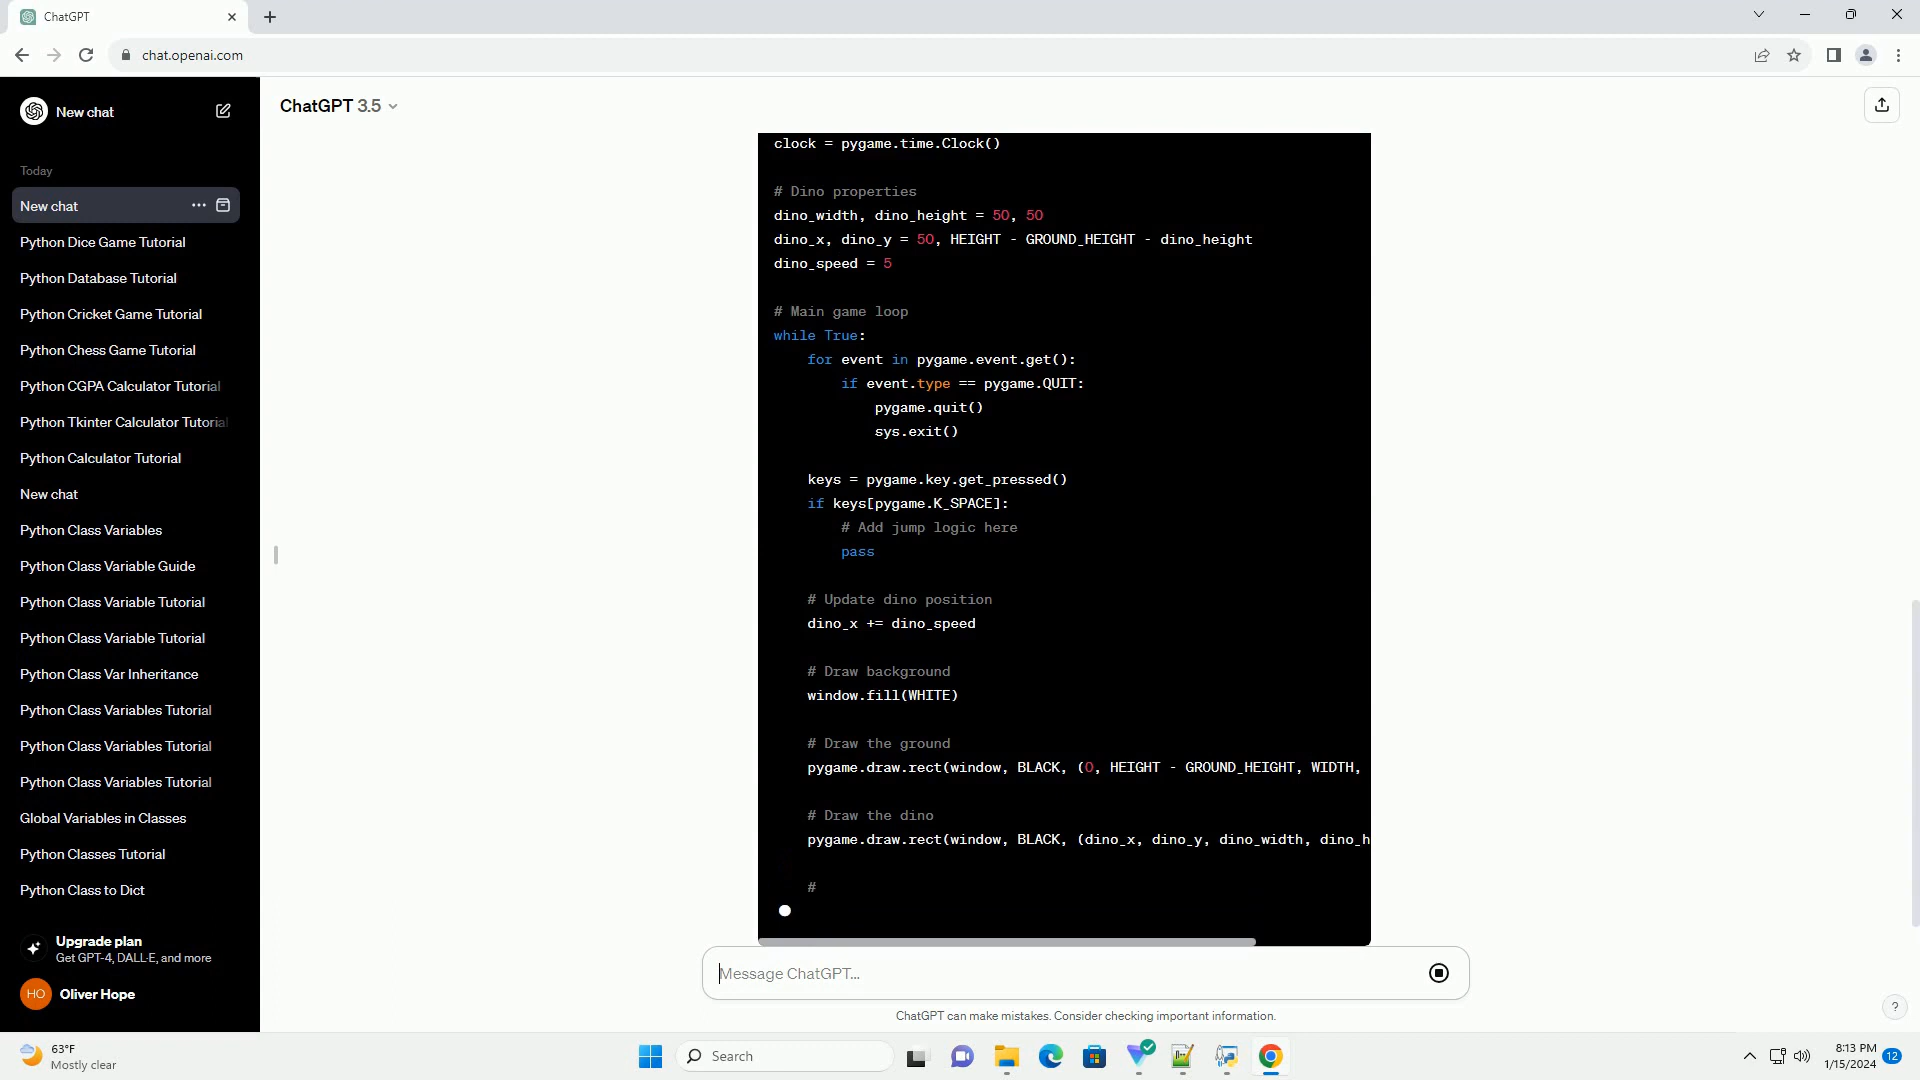 ChatGPT
chat.openai.com
New chat
Today
New chat
Python Dice Game Tutorial
Python Database Tutorial
Python Cricket Game Tutorial
Python Chess Game Tutorial
Python CGPA Calculator Tutorial
Python Tkinter Calculator Tutorial
Python Calculator Tutorial
New chat
Python Class Variables
Python Class Variable Guide
Python Class Variable Tutorial
Python Class Variable Tutorial
Python Class Var Inheritance
Python Class Variables Tutorial
Python Class Variables Tutorial
Python Class Variables Tutorial
Global Variables in Classes
Python Classes Tutorial
Python Class to Dict
Upgrade plan
Get GPT-4, DALL·E, and more
HO Oliver Hope
ChatGPT 3.5
clock = pygame.time.Clock()
# Dino properties
dino_width, dino_height = 50, 50
dino_x, dino_y = 50, HEIGHT - GROUND_HEIGHT - dino_height
dino_speed = 5
# Main game loop
while True:
    for event in pygame.event.get():
        if event.type == pygame.QUIT:
            pygame.quit()
            sys.exit()
    keys = pygame.key.get_pressed()
    if keys[pygame.K_SPACE]:
        # Add jump logic here
        pass
    # Update dino position
    dino_x += dino_speed
    # Draw background
    window.fill(WHITE)
    # Draw the ground
    pygame.draw.rect(window, BLACK, (0, HEIGHT - GROUND_HEIGHT, WIDTH,
    # Draw the dino
    pygame.draw.rect(window, BLACK, (dino_x, dino_y, dino_width, dino_h
    #
Message ChatGPT...
ChatGPT can make mistakes. Consider checking important information.
?
63°F
Mostly clear
Search
8:13 PM
1/15/2024
12